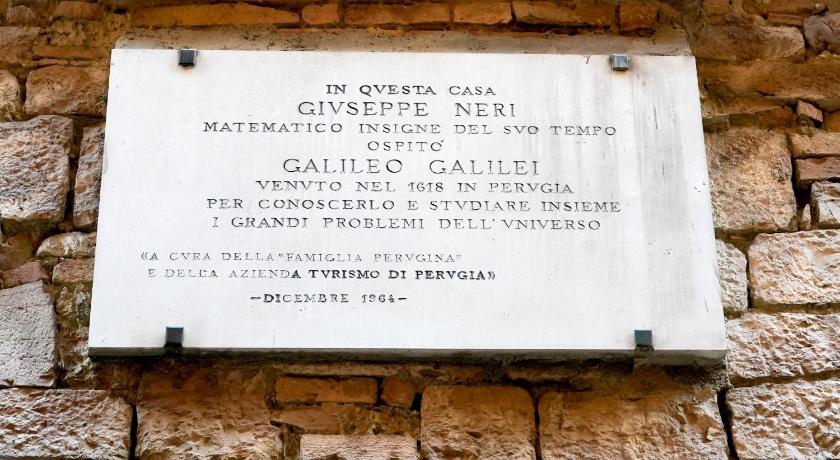 IN QVESTA CASA
GIVSEPPE NERI
MATEMATICO INSIGNE DEL SVO TEMPO
OSPITÒ
GALILEO GALILEI
VENVTO NEL 1618 IN PERVGIA
PER CONOSCERLO E STVDIARE INSIEME
I GRANDI PROBLEMI DELL'VNIVERSO
«A CVRA DELLA "FAMIGLIA PERVGINA"
E DELLA AZIENDA TVRISMO DI PERVGIA»
-DICEMBRE 1964-